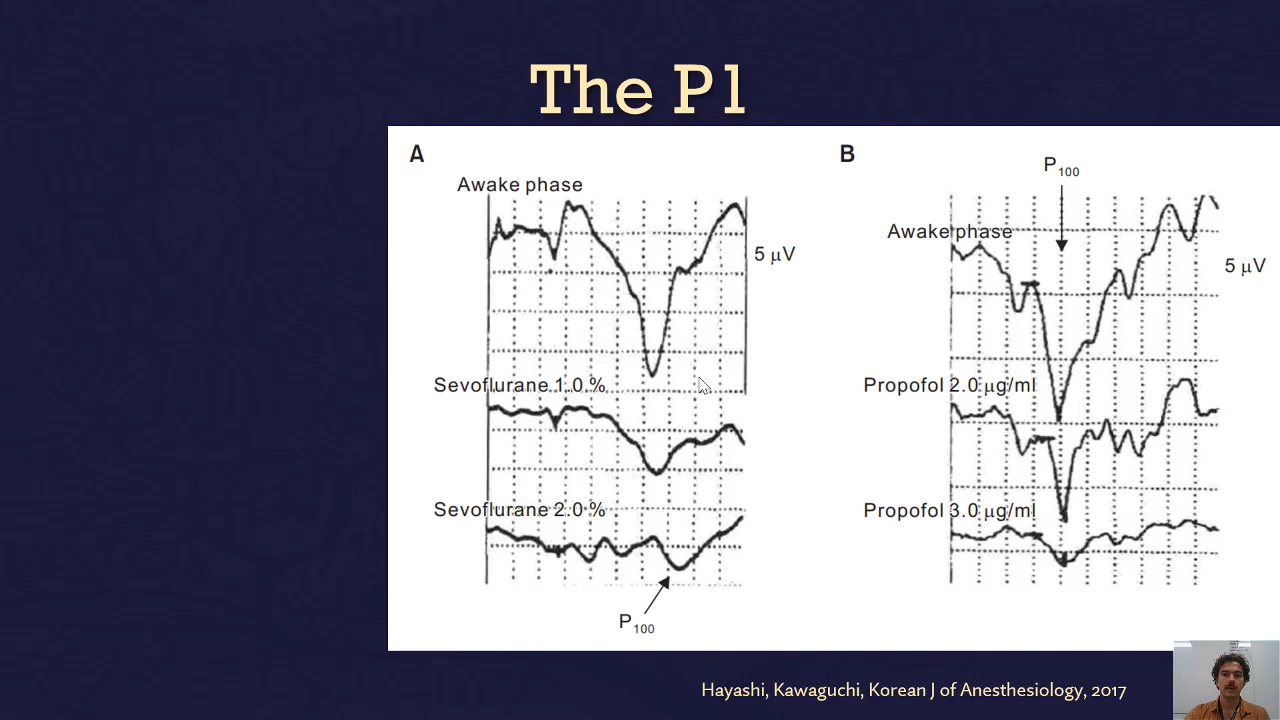 The P1
A
Awake phase
5 μV
Sevoflurane 1.0 %
Sevoflurane 2.0 %
P100
B
P100
Awake phase
5 μV
Propofol 2.0 μg/ml
Propofol 3.0 μg/ml
Hayashi, Kawaguchi, Korean J of Anesthesiology, 2017